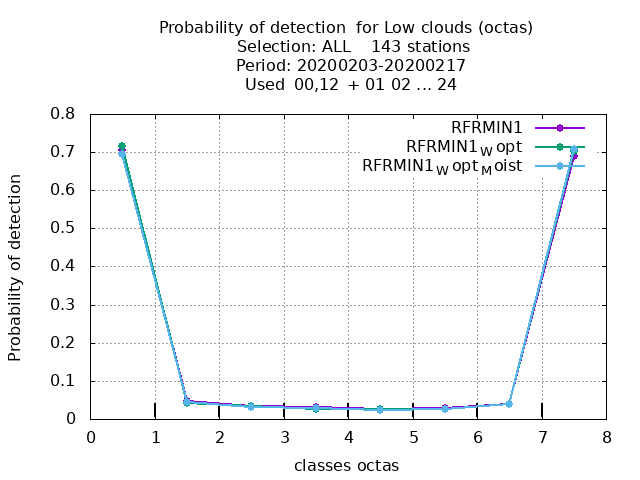 Probability of detection  for Low clouds (octas)
Selection: ALL    143 stations
Period: 20200203-20200217
Used  00,12  + 01 02 ... 24
RFRMIN1
RFRMIN1Wopt
RFRMIN1WoptMoist
Probability of detection
0.8
0.7
0.6
0.5
0.4
0.3
0.2
0.1
0
0 1 2 3 4 5 6 7 8
classes octas